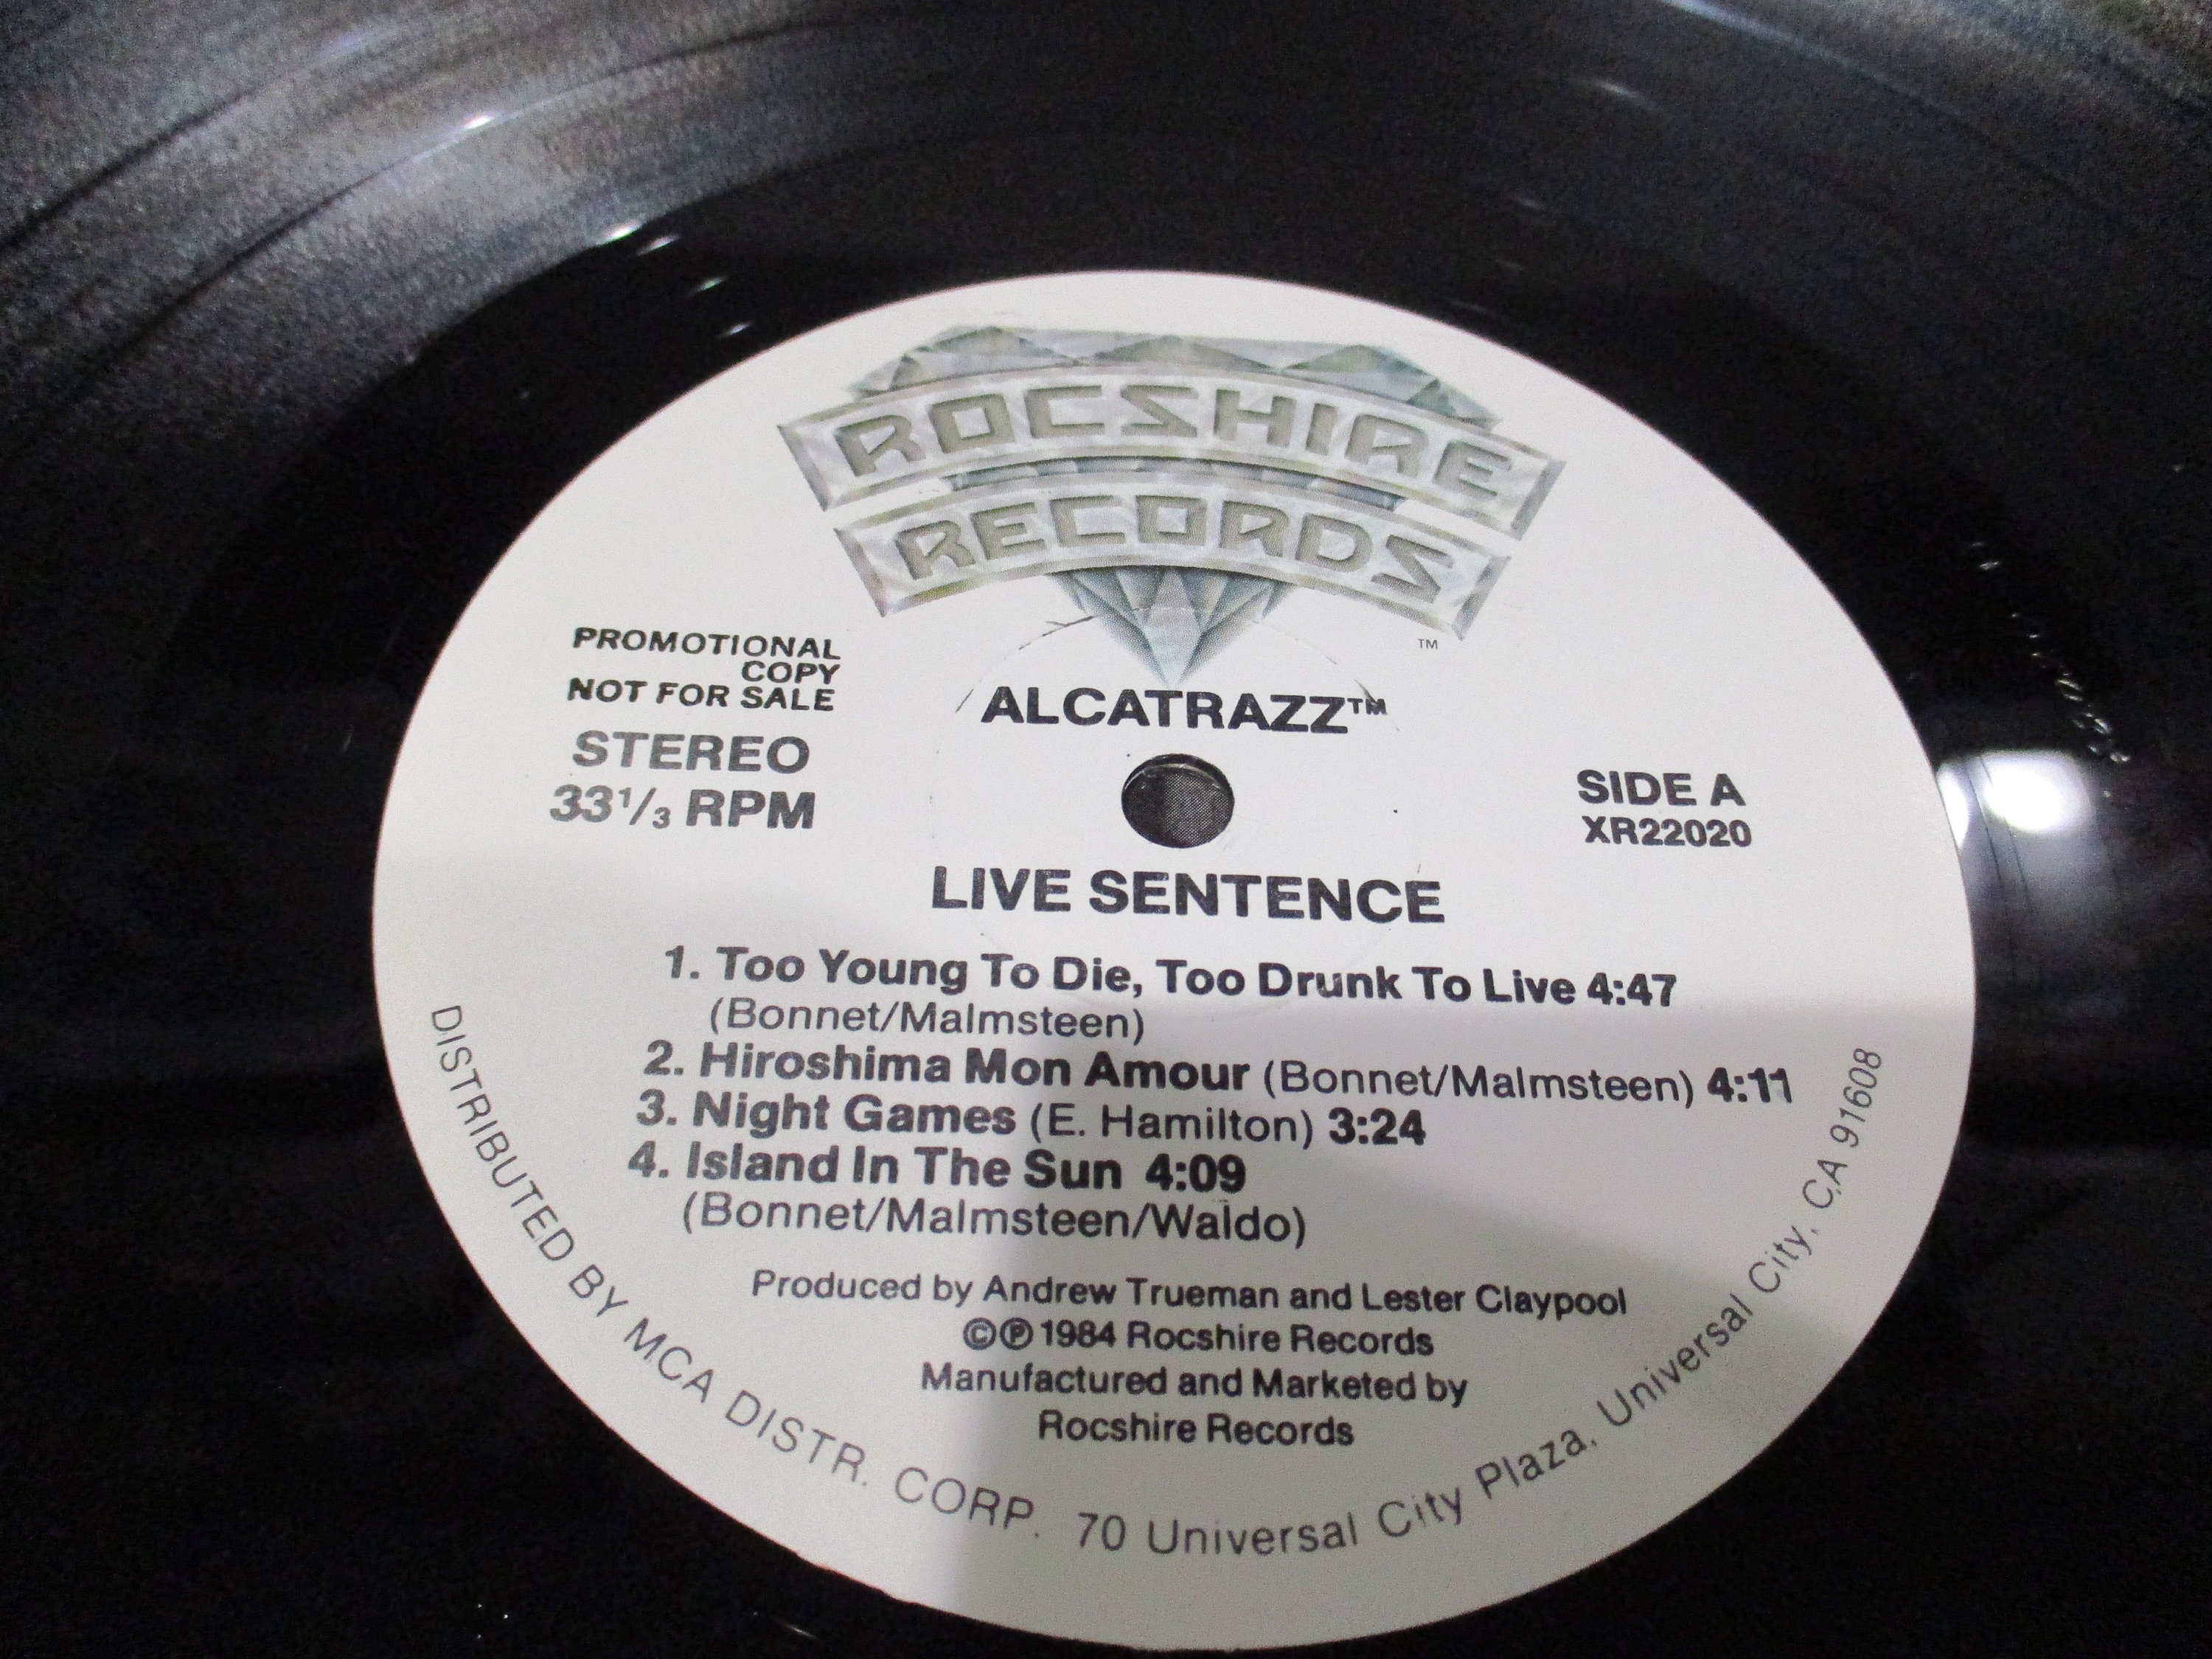 ROCSHIRE
RECORDS
TM
PROMOTIONAL
COPY
NOT FOR SALE
ALCATRAZZ™
STEREO
33 1/3 RPM
SIDE A
XR22020
LIVE SENTENCE
1. Too Young To Die, Too Drunk To Live 4:47
(Bonnet/Malmsteen)
2. Hiroshima Mon Amour (Bonnet/Malmsteen) 4:11
3. Night Games (E. Hamilton) 3:24
4. Island In The Sun 4:09
(Bonnet/Malmsteen/Waldo)
Produced by Andrew Trueman and Lester Claypool
©℗1984 Rocshire Records
Manufactured and Marketed by
Rocshire Records
DISTRIBUTED BY MCA DISTR. CORP. 70 Universal City Plaza, Universal City, CA 91608